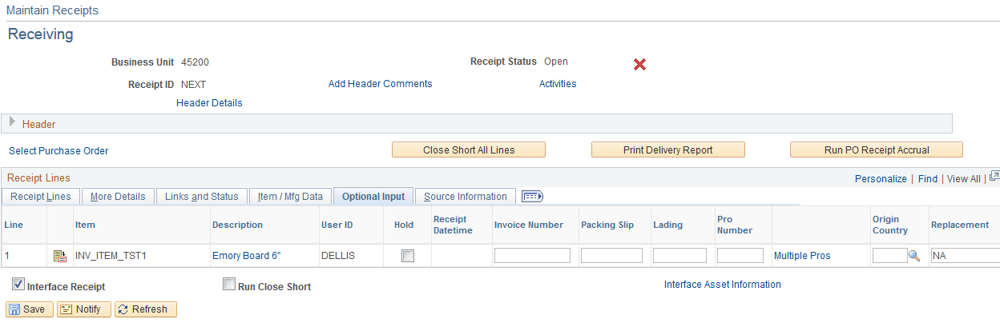 Maintain Receipts
Receiving
Business Unit 45200 Receipt Status Open
Receipt ID NEXT Add Header Comments Activities
Header Details
Header
Select Purchase Order Close Short All Lines Print Delivery Report Run PO Receipt Accrual
Receipt Lines Personalize | Find | View All |
Receipt Lines More Details Links and Status Item / Mfg Data Optional Input Source Information
Line Item Description User ID Hold Receipt Datetime Invoice Number Packing Slip Lading Pro Number Origin Country Replacement
1 INV_ITEM_TST1 Emory Board 6" DELLIS Multiple Pros NA
Interface Receipt Run Close Short Interface Asset Information
Save Notify Refresh